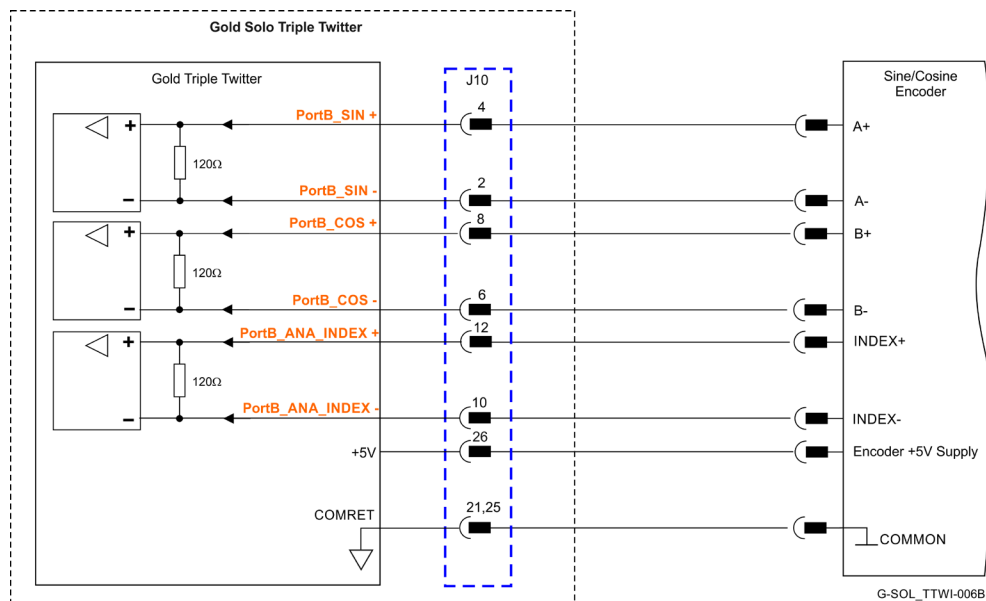 Gold Solo Triple Twitter
Gold Triple Twitter
J10
Sine/Cosine
Encoder
PortB_SIN +
4
+
A+
120Ω
PortB_SIN -
2
-
A-
PortB_COS +
8
+
B+
120Ω
PortB_COS -
6
-
B-
PortB_ANA_INDEX +
12
+
INDEX+
120Ω
PortB_ANA_INDEX -
10
-
INDEX-
+5V
26
Encoder +5V Supply
COMRET
21,25
COMMON
G-SOL_TTWI-006B